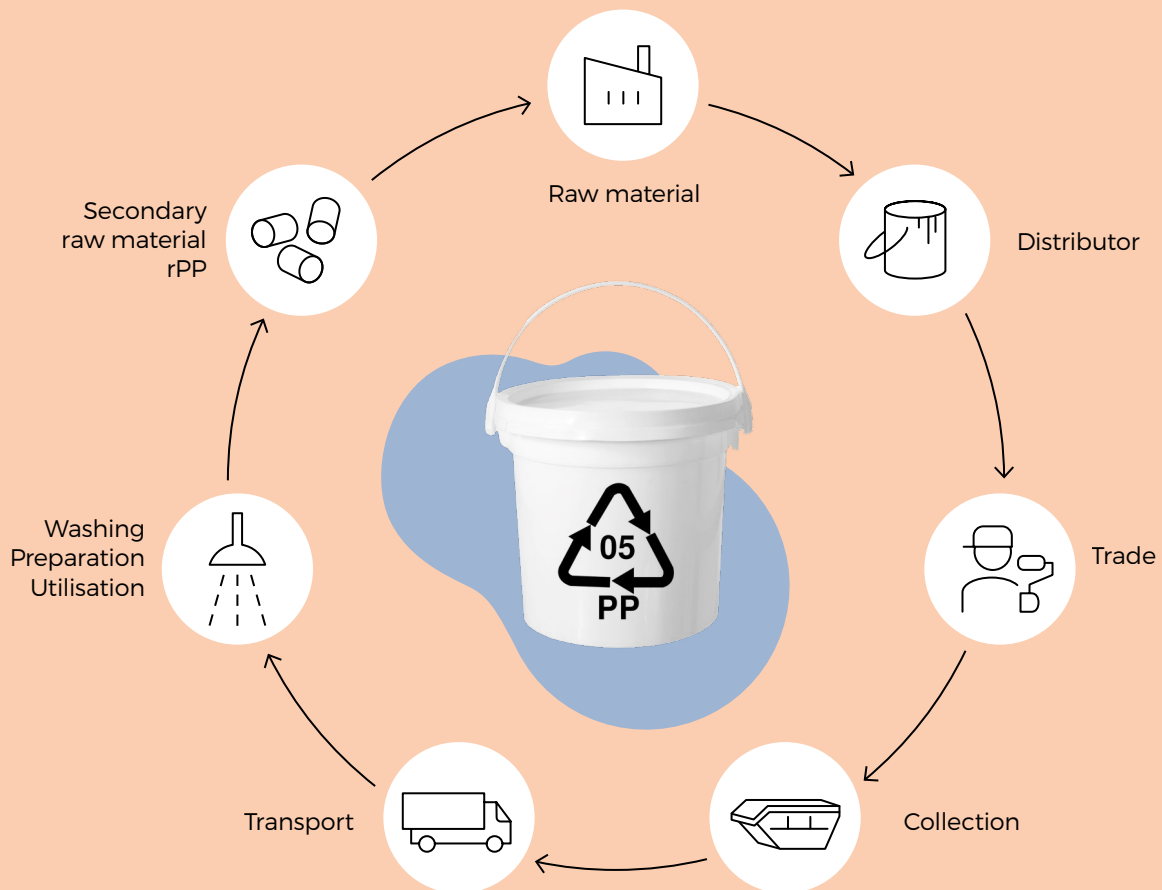 Raw material
Distributor
Trade
Collection
Transport
Washing
Preparation
Utilisation
Secondary
raw material
rPP
05
PP